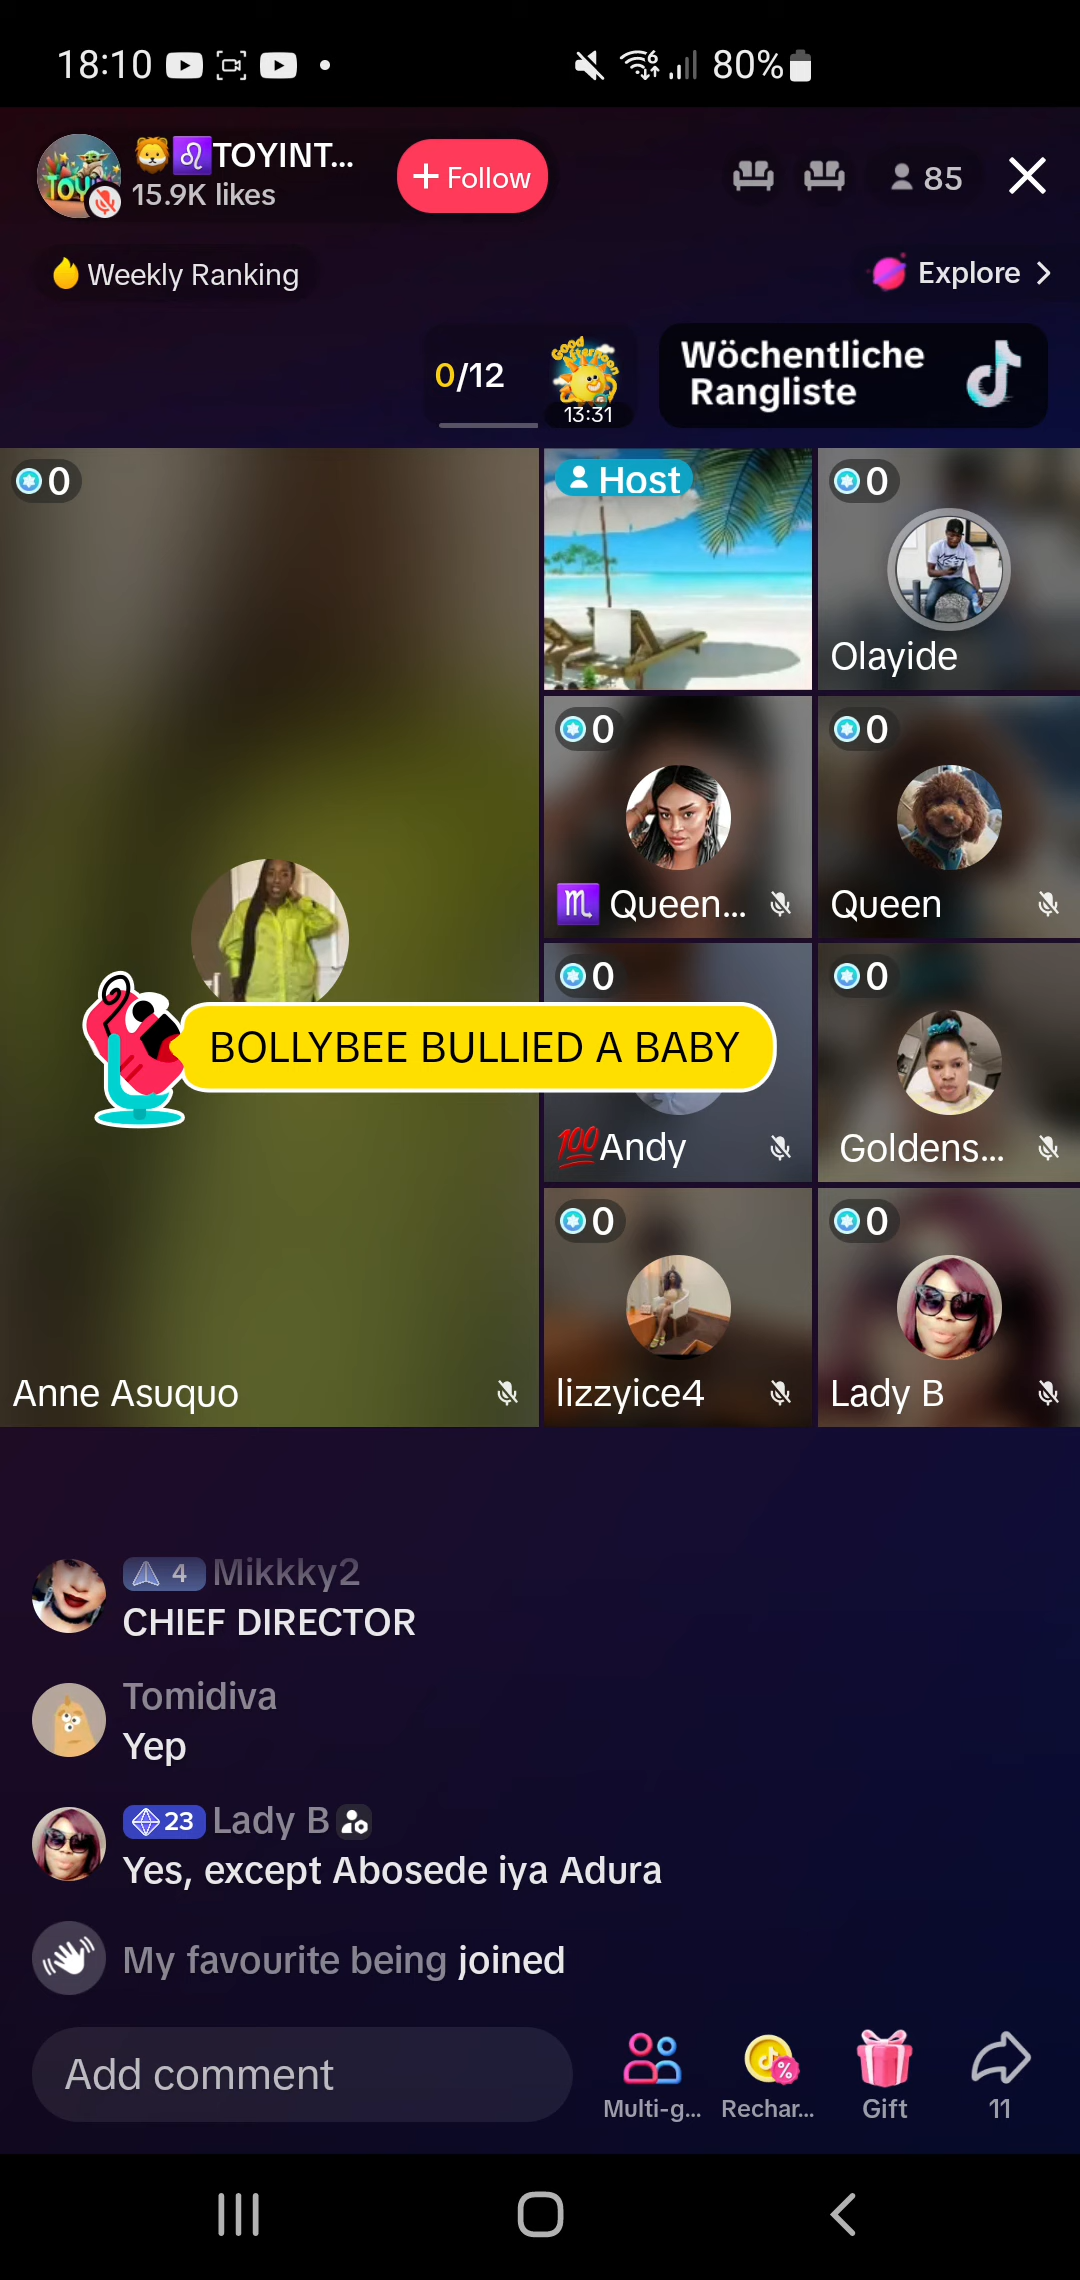 18:10
80%
TOYINT...
15.9K likes
+ Follow
85
Weekly Ranking
Explore
0/12
Good Afternoon
13:31
Wöchentliche
Rangliste
0
Host
0
Olayide
0
0
Queen...
Queen
0
0
BOLLYBEE BULLIED A BABY
100
Andy
Goldens...
0
0
Anne Asuquo
lizzyice4
Lady B
4 Mikkky2
CHIEF DIRECTOR
Tomidiva
Yep
23 Lady B
Yes, except Abosede iya Adura
My favourite being joined
Add comment
Multi-g...
Rechar...
Gift
11